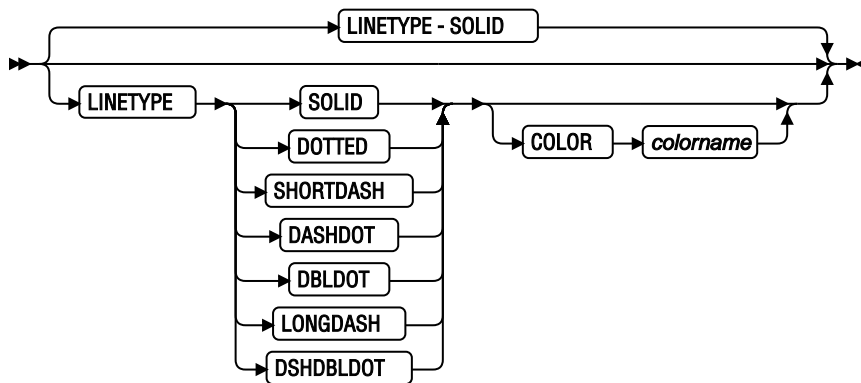 LINETYPE - SOLID
LINETYPE
SOLID
DOTTED
SHORTDASH
DASHDOT
DBLDOT
LONGDASH
DSHDBLDOT
COLOR
colorname